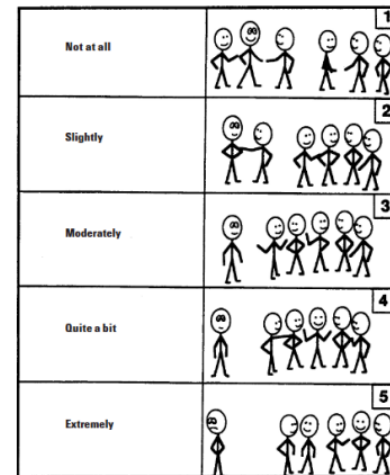 Not at all
1
Slightly
2
Moderately
3
Quite a bit
4
Extremely
5